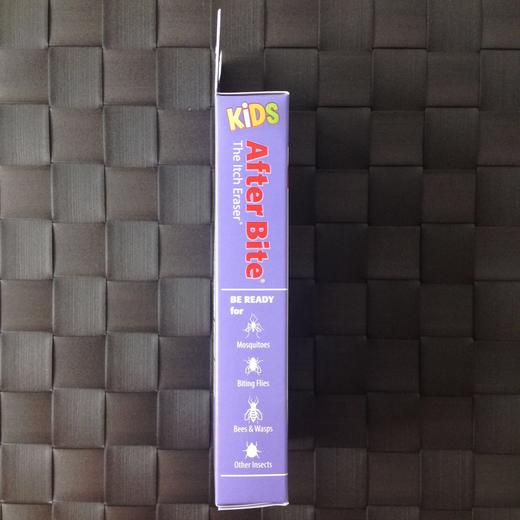 KiDS
After Bite®
The Itch Eraser®
BE READY
for
Mosquitoes
Biting Flies
Bees & Wasps
Other Insects